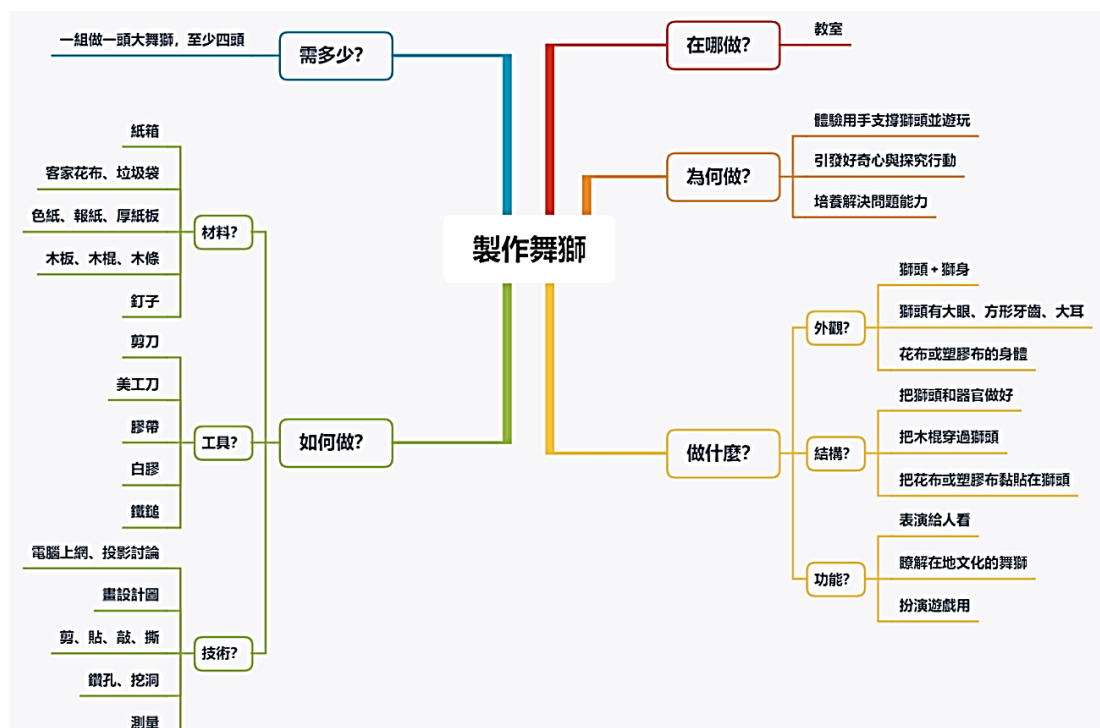 製作舞獅
在哪做?
教室
為何做?
體驗用手支撐獅頭並遊玩
引發好奇心與探究行動
培養解決問題能力
做什麼?
外觀?
獅頭+獅身
獅頭有大眼、方形牙齒、大耳
花布或塑膠布的身體
結構?
把獅頭和器官做好
把木棍穿過獅頭
把花布或塑膠布黏貼在獅頭
功能?
表演給人看
瞭解在地文化的舞獅
扮演遊戲用
需多少?
一組做一頭大舞獅，至少四頭
如何做?
材料?
紙箱
客家花布、垃圾袋
色紙、報紙、厚紙板
木板、木棍、木條
釘子
工具?
剪刀
美工刀
膠帶
白膠
鐵鎚
技術?
電腦上網、投影討論
畫設計圖
剪、貼、敲、撕
鑽孔、挖洞
測量